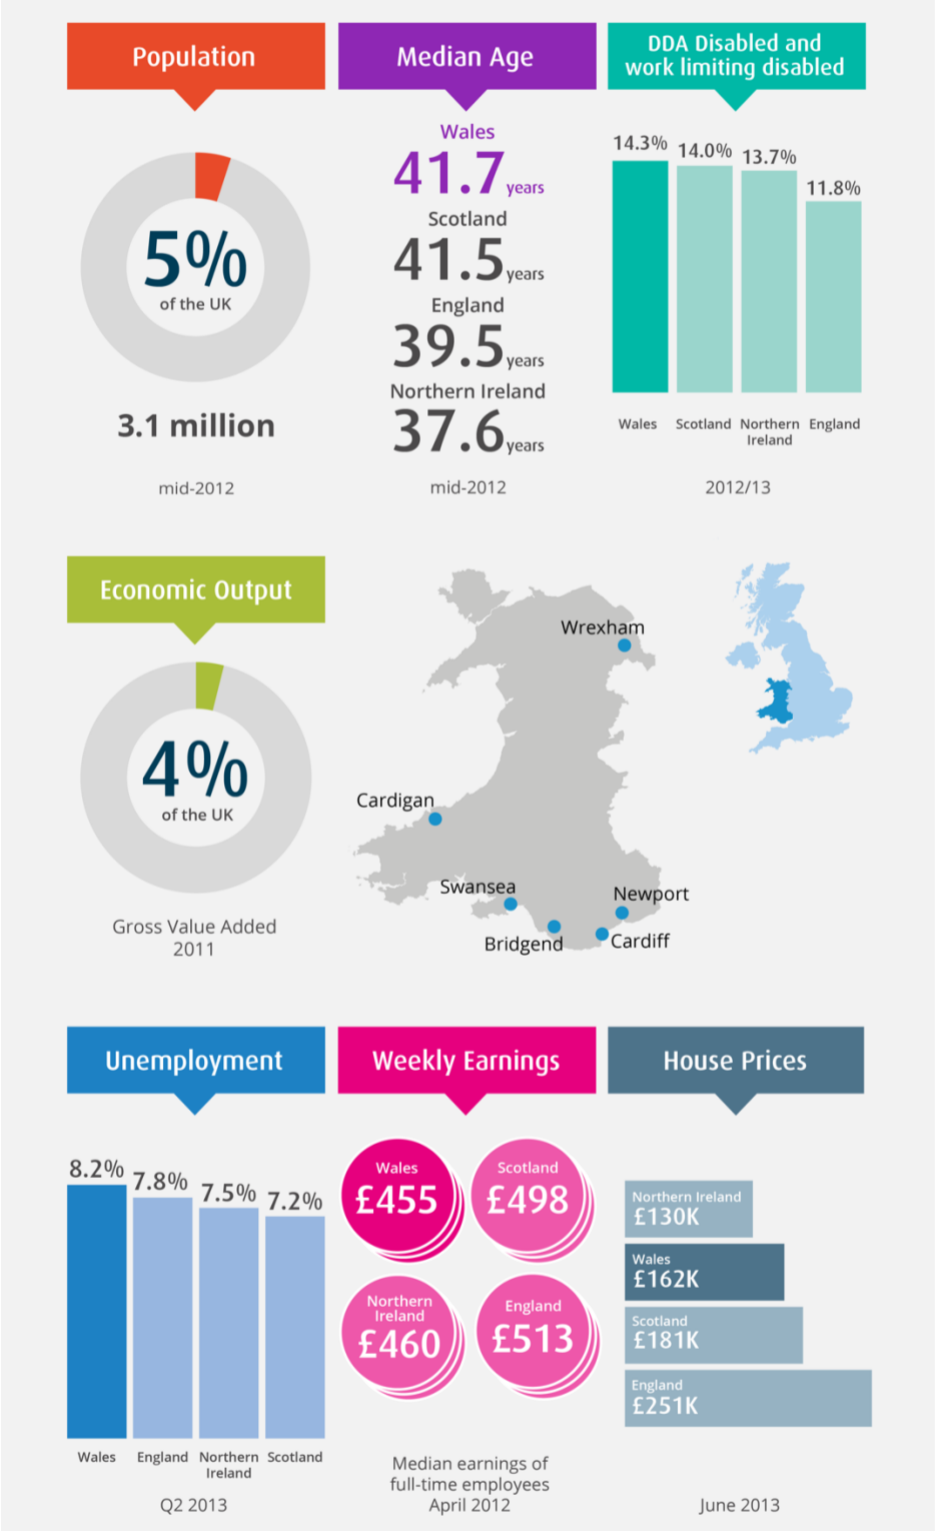 Population
5%
of the UK
3.1 million
mid-2012
Median Age
Wales
41.7 years
Scotland
41.5 years
England
39.5 years
Northern Ireland
37.6 years
mid-2012
DDA Disabled and
work limiting disabled
14.3% 14.0% 13.7% 11.8%
Wales Scotland Northern England
Ireland
2012/13
Economic Output
4%
of the UK
Gross Value Added
2011
Wrexham
Cardigan
Swansea
Newport
Bridgend
Cardiff
Unemployment
8.2% 7.8% 7.5% 7.2%
Wales England Northern Scotland
Ireland
Q2 2013
Weekly Earnings
Wales
£455
Scotland
£498
Northern
Ireland
£460
England
£513
Median earnings of
full-time employees
April 2012
House Prices
Northern Ireland
£130K
Wales
£162K
Scotland
£181K
England
£251K
June 2013